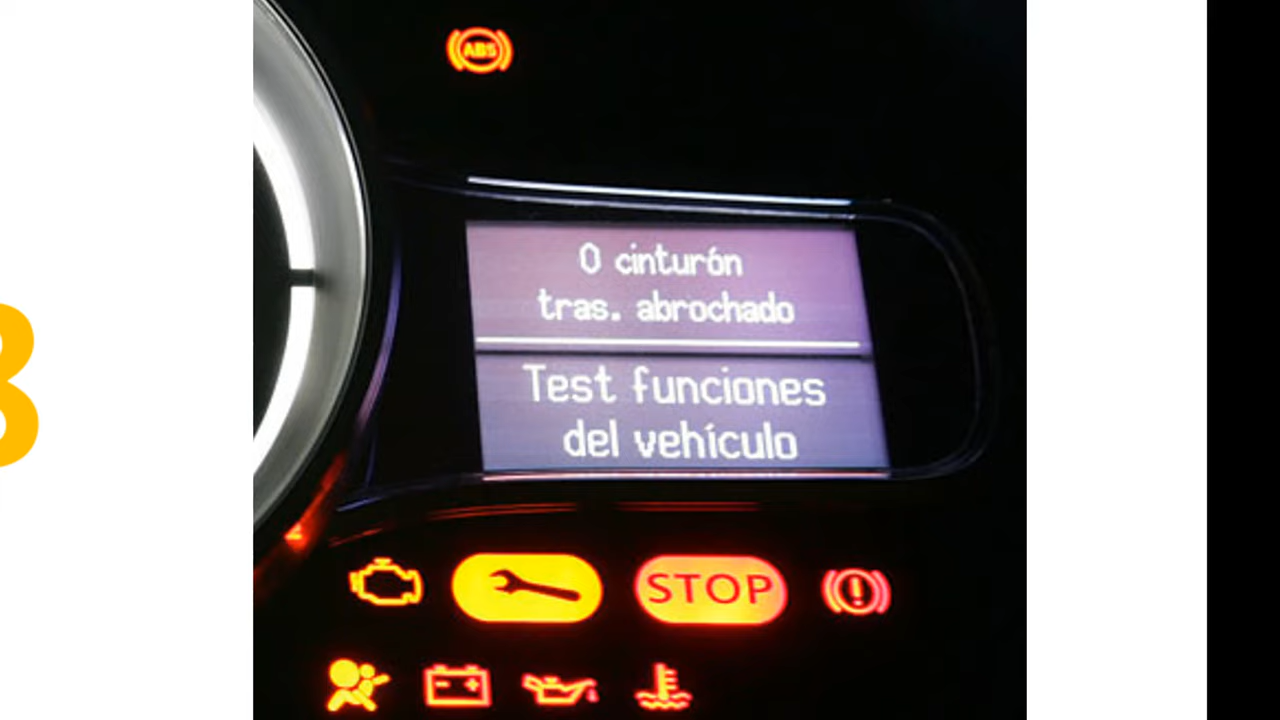 ABS
0 cinturón
tras. abrochado
Test funciones
del vehículo
STOP